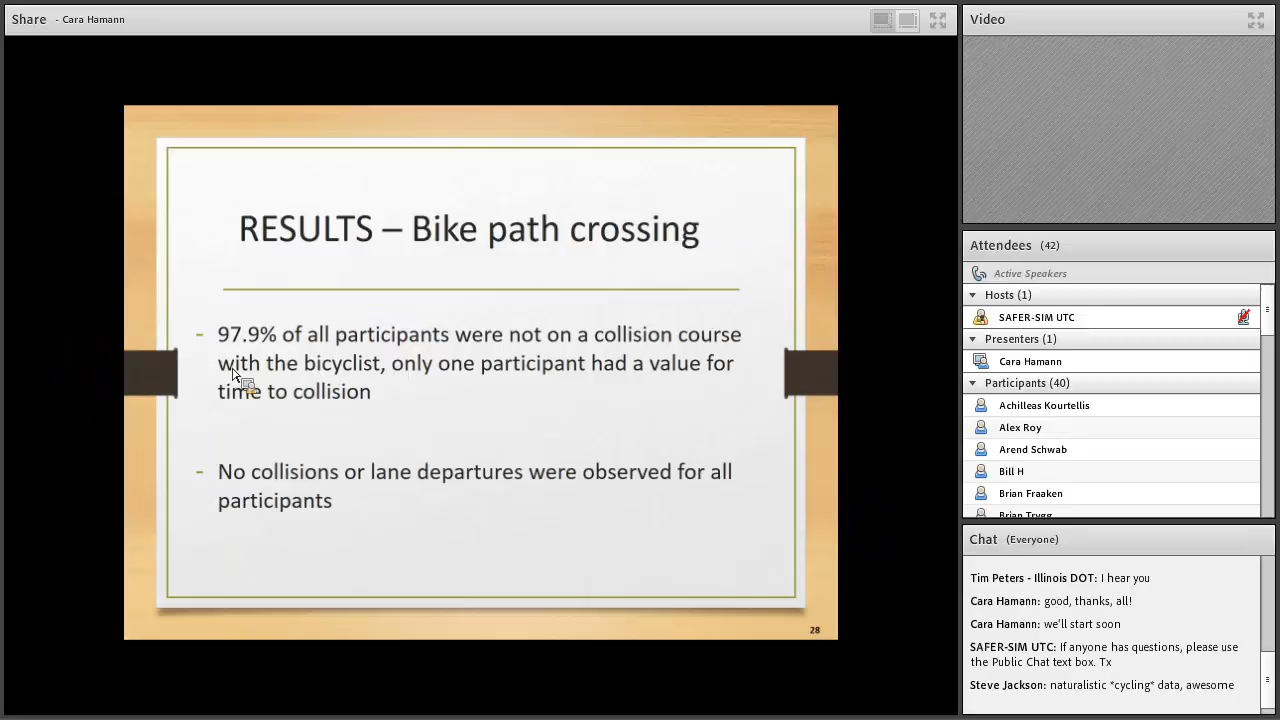 Share - Cara Hamann
RESULTS – Bike path crossing
- 97.9% of all participants were not on a collision course
with the bicyclist, only one participant had a value for
time to collision
- No collisions or lane departures were observed for all
participants
28
Video
Attendees (42)
Active Speakers
Hosts (1)
SAFER-SIM UTC
Presenters (1)
Cara Hamann
Participants (40)
Achilleas Kourtellis
Alex Roy
Arend Schwab
Bill H
Brian Fraaken
Brian Trygg
Chat (Everyone)
Tim Peters - Illinois DOT: I hear you
Cara Hamann: good, thanks, all!
Cara Hamann: we'll start soon
SAFER-SIM UTC: If anyone has questions, please use
the Public Chat text box. Tx
Steve Jackson: naturalistic *cycling* data, awesome